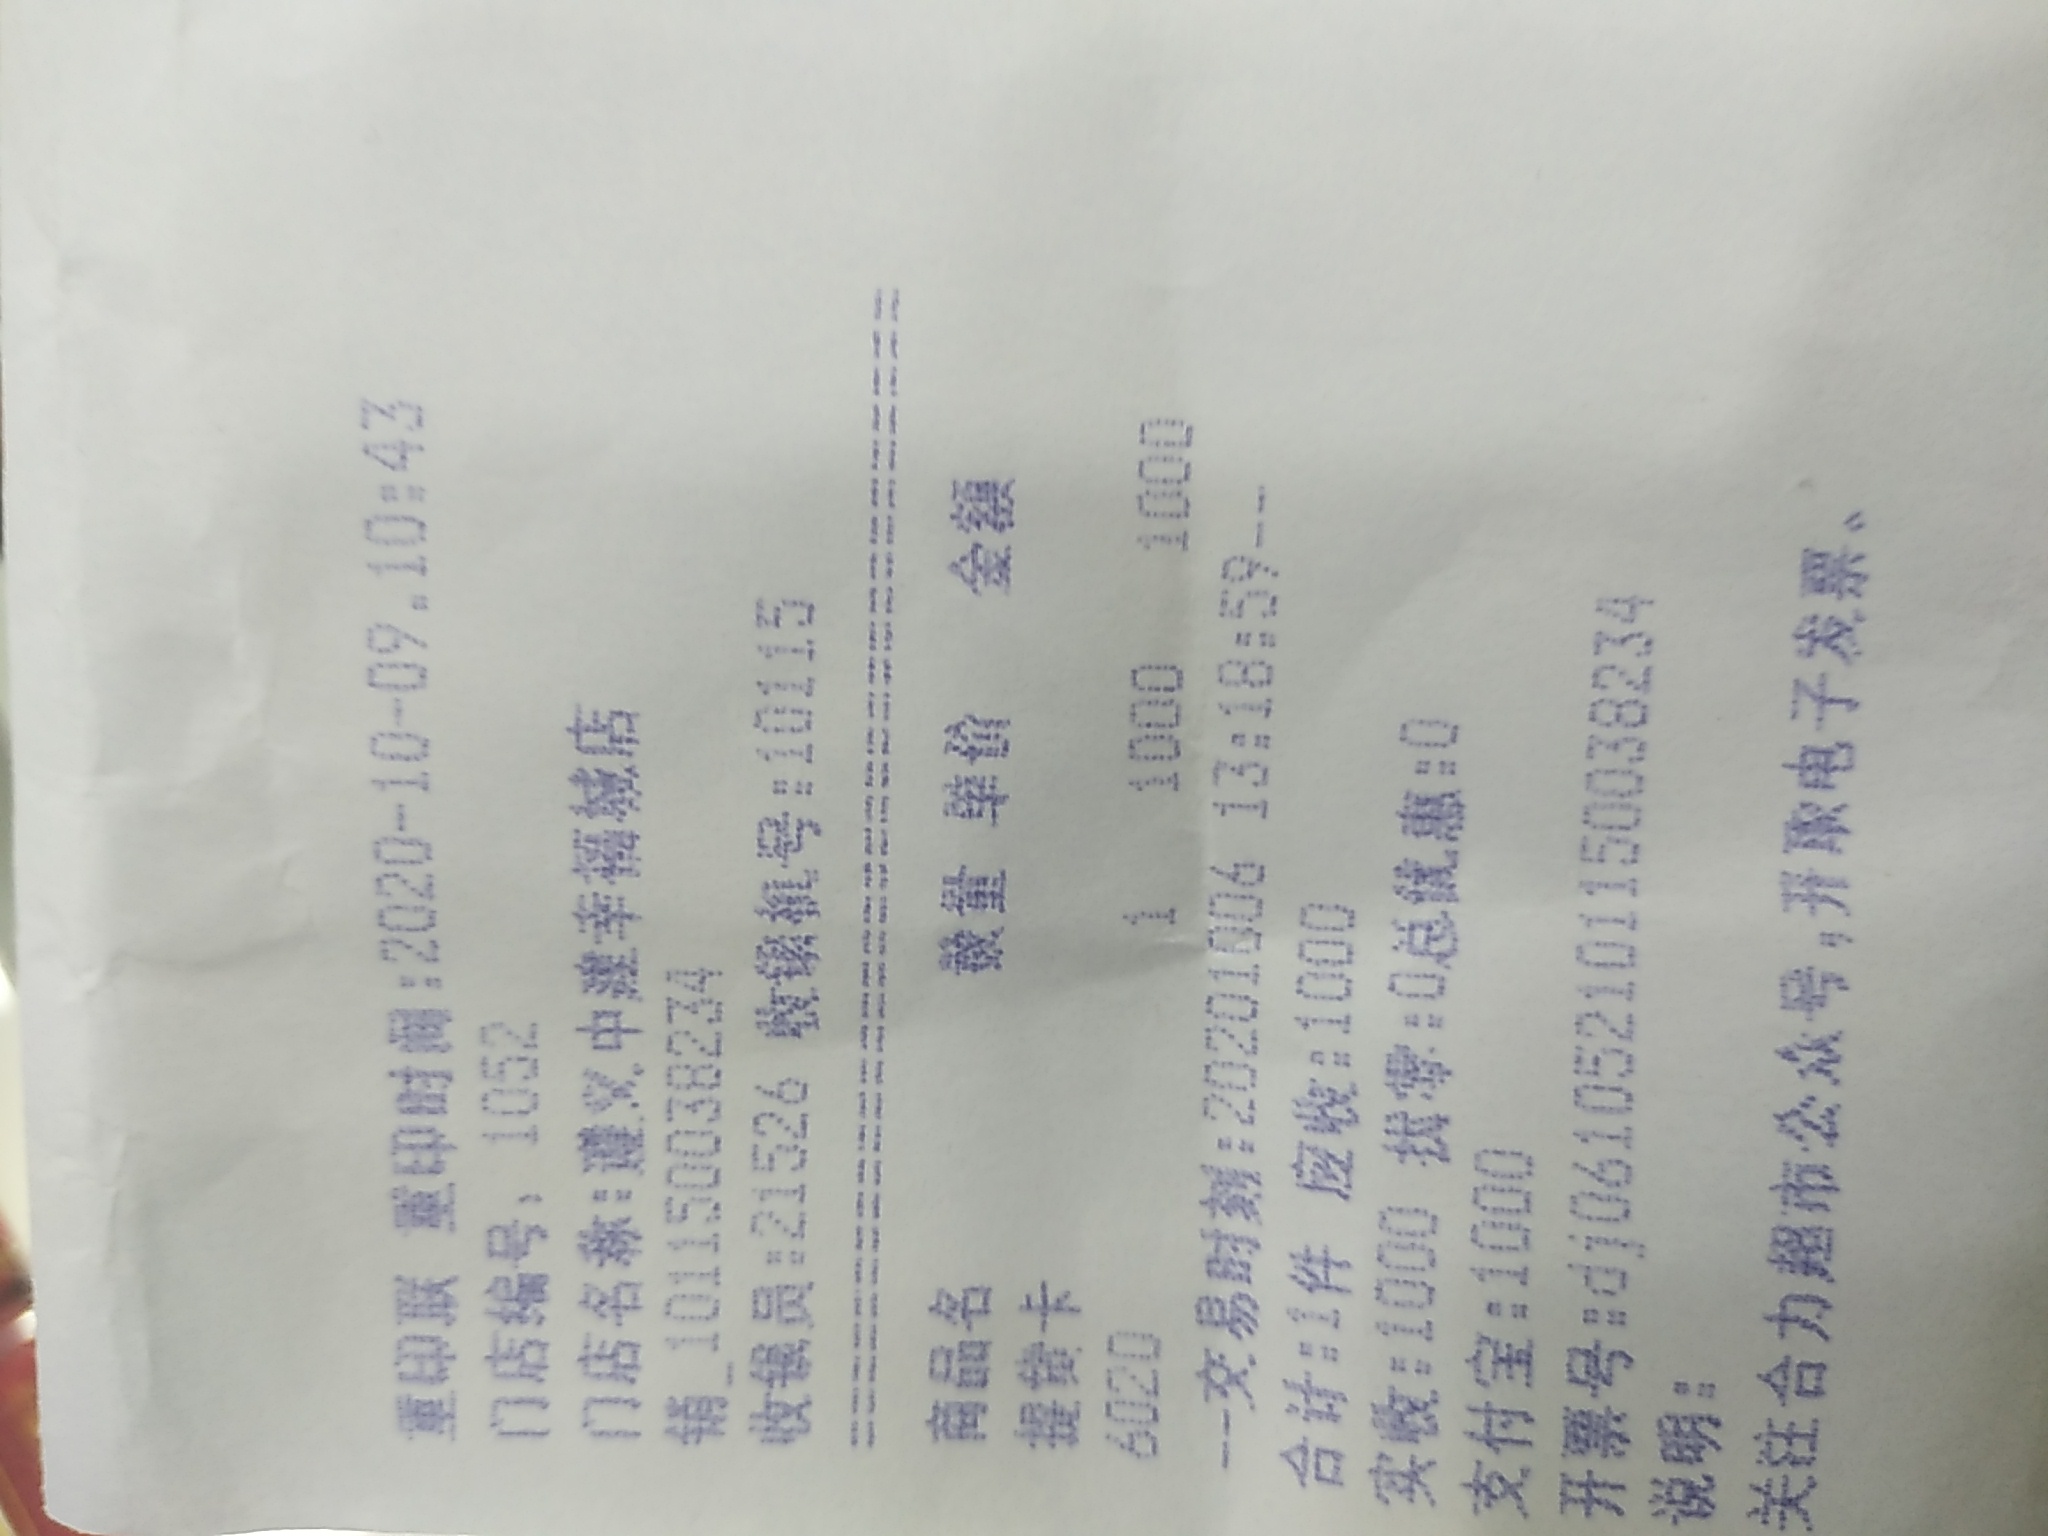 重印联 重印时间:2020-10-09.10:43
门店编号: 1052
门店名称:遵义中建幸福城店
销_101150038234
收银员:21526 收银机号:10115
================================
商品名 数量 单价 金额
提货卡
6020 1 1000 1000
--交易时刻:20201006 13:18:59--
合计:1件 应收:1000
实收:1000 扰零:0总优惠:0
支付宝:1000
开票号:dj061052101150038234
说明:
关注合力超市公众号,开取电子发票。